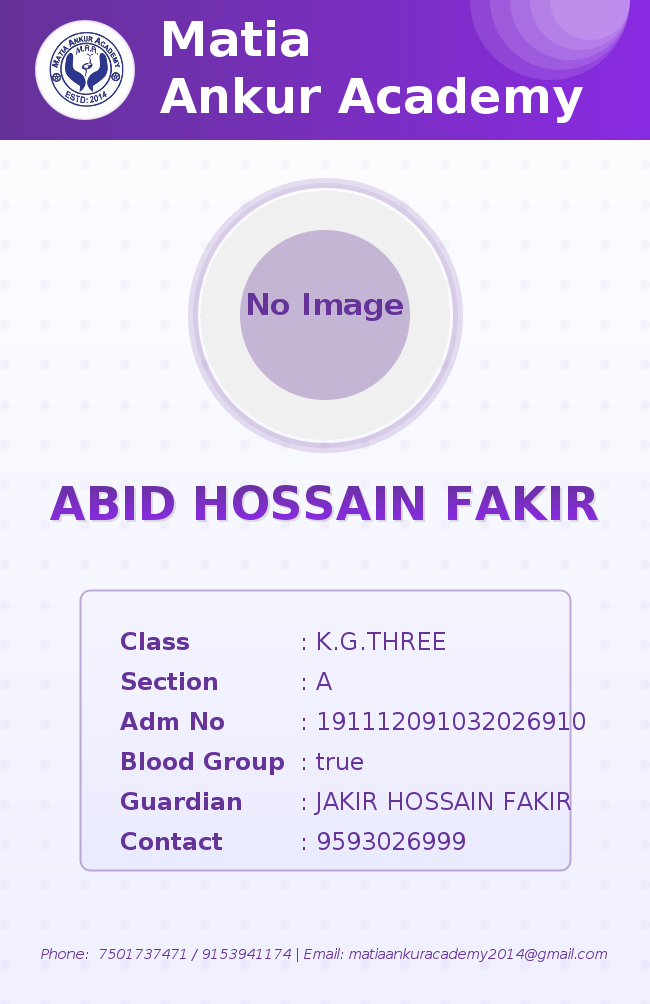 Matia
Ankur Academy
MATIA ANKUR ACADEMY
M.A.A.
ESTD: 2014
No Image
ABID HOSSAIN FAKIR
Class : K.G.THREE
Section : A
Adm No : 191112091032026910
Blood Group : true
Guardian : JAKIR HOSSAIN FAKIR
Contact : 9593026999
Phone: 7501737471 / 9153941174 | Email: matiaankuracademy2014@gmail.com